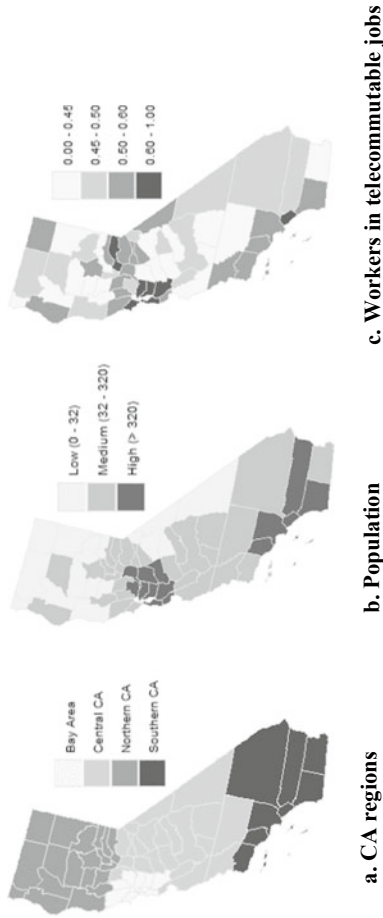 Bay Area
Central CA
Northern CA
Southern CA
a. CA regions
Low (0 - 32)
Medium (32 - 320)
High (> 320)
b. Population
0.00 - 0.45
0.45 - 0.50
0.50 - 0.60
0.60 - 1.00
c. Workers in telecommutable jobs